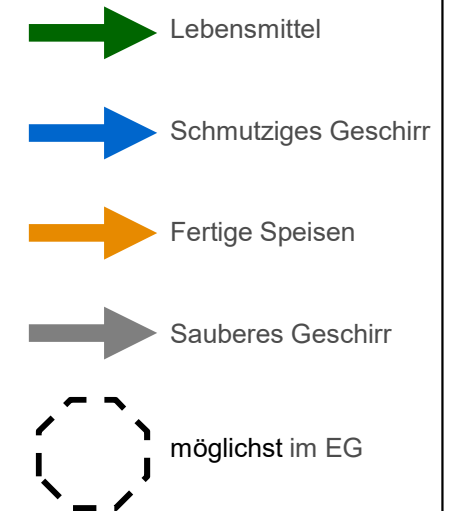 Lebensmittel
Schmutziges Geschirr
Fertige Speisen
Sauberes Geschirr
möglichst im EG